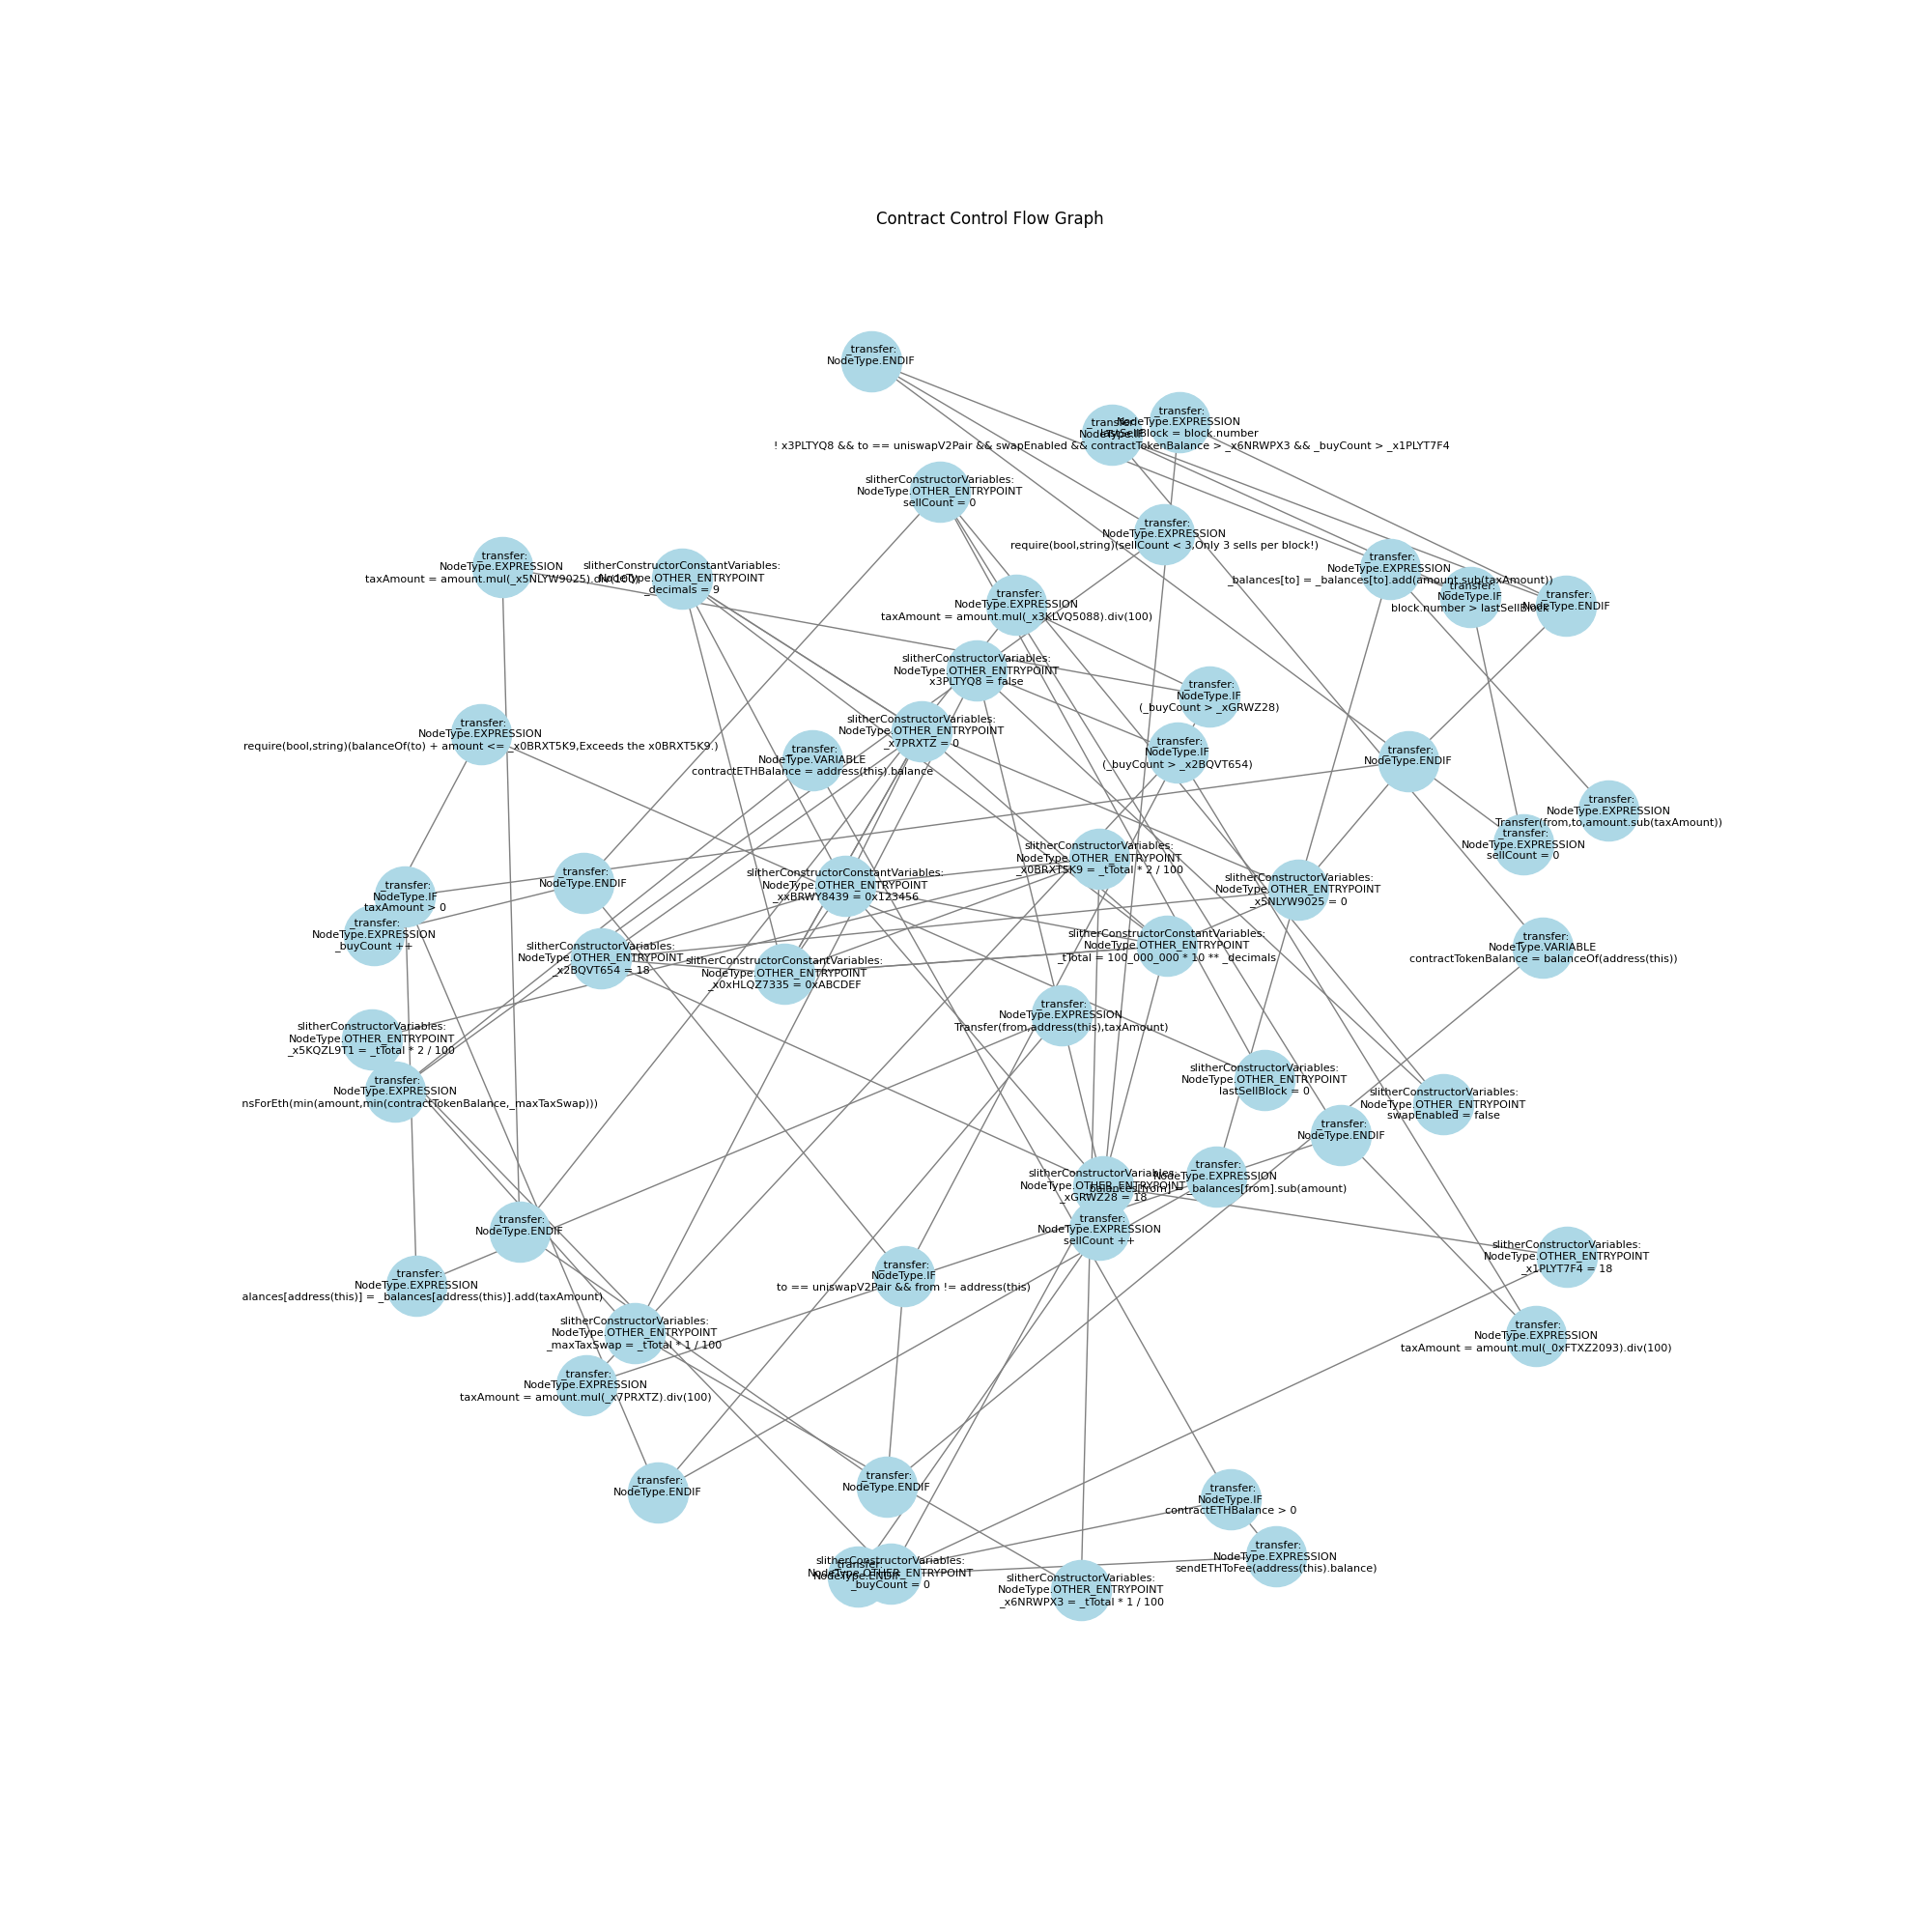 Contract Control Flow Graph
_transfer:
NodeType.ENDIF
_transfer:
NodeType.EXPRESSION
lastSellBlock = block.number
_transfer:
NodeType.IF
! x3PLTYQ8 && to == uniswapV2Pair && swapEnabled && contractTokenBalance > _x6NRWPX3 && _buyCount > _x1PLYT7F4
slitherConstructorVariables:
NodeType.OTHER_ENTRYPOINT
sellCount = 0
_transfer:
NodeType.EXPRESSION
require(bool,string)(sellCount < 3,Only 3 sells per block!)
_transfer:
NodeType.EXPRESSION
taxAmount = amount.mul(_x5NLYW9025).div(100)
slitherConstructorConstantVariables:
NodeType.OTHER_ENTRYPOINT
_decimals = 9
_transfer:
NodeType.EXPRESSION
_balances[to] = _balances[to].add(amount.sub(taxAmount))
_transfer:
NodeType.IF
block.number > lastSellBlock
_transfer:
NodeType.ENDIF
_transfer:
NodeType.EXPRESSION
taxAmount = amount.mul(_x3KLVQ5088).div(100)
slitherConstructorVariables:
NodeType.OTHER_ENTRYPOINT
x3PLTYQ8 = false
_transfer:
NodeType.IF
(_buyCount > _xGRWZ28)
_transfer:
NodeType.EXPRESSION
require(bool,string)(balanceOf(to) + amount <= _x0BRXT5K9,Exceeds the x0BRXT5K9.)
slitherConstructorVariables:
NodeType.OTHER_ENTRYPOINT
_x7PRXTZ = 0
_transfer:
NodeType.VARIABLE
contractETHBalance = address(this).balance
_transfer:
NodeType.IF
(_buyCount > _x2BQVT654)
_transfer:
NodeType.ENDIF
_transfer:
NodeType.EXPRESSION
Transfer(from,to,amount.sub(taxAmount))
_transfer:
NodeType.EXPRESSION
sellCount = 0
slitherConstructorVariables:
NodeType.OTHER_ENTRYPOINT
_x0BRXT5K9 = _tTotal * 2 / 100
_transfer:
NodeType.ENDIF
slitherConstructorConstantVariables:
NodeType.OTHER_ENTRYPOINT
_xxBRWY8439 = 0x123456
slitherConstructorVariables:
NodeType.OTHER_ENTRYPOINT
_x5NLYW9025 = 0
_transfer:
NodeType.IF
taxAmount > 0
_transfer:
NodeType.EXPRESSION
_buyCount ++
slitherConstructorVariables:
NodeType.OTHER_ENTRYPOINT
_x2BQVT654 = 18
slitherConstructorConstantVariables:
NodeType.OTHER_ENTRYPOINT
_x0xHLQZ7335 = 0xABCDEF
slitherConstructorConstantVariables:
NodeType.OTHER_ENTRYPOINT
_tTotal = 100_000_000 * 10 ** _decimals
_transfer:
NodeType.VARIABLE
contractTokenBalance = balanceOf(address(this))
_transfer:
NodeType.EXPRESSION
Transfer(from,address(this),taxAmount)
slitherConstructorVariables:
NodeType.OTHER_ENTRYPOINT
_x5KQZL9T1 = _tTotal * 2 / 100
_transfer:
NodeType.EXPRESSION
nsForEth(min(amount,min(contractTokenBalance,_maxTaxSwap)))
slitherConstructorVariables:
NodeType.OTHER_ENTRYPOINT
lastSellBlock = 0
slitherConstructorVariables:
NodeType.OTHER_ENTRYPOINT
swapEnabled = false
_transfer:
NodeType.ENDIF
slitherConstructorVariables:
NodeType.OTHER_ENTRYPOINT
_xGRWZ28 = 18
_transfer:
NodeType.EXPRESSION
_balances[from] = _balances[from].sub(amount)
_transfer:
NodeType.EXPRESSION
sellCount ++
_transfer:
NodeType.ENDIF
slitherConstructorVariables:
NodeType.OTHER_ENTRYPOINT
_x1PLYT7F4 = 18
_transfer:
NodeType.IF
to == uniswapV2Pair && from != address(this)
_transfer:
NodeType.EXPRESSION
alances[address(this)] = _balances[address(this)].add(taxAmount)
slitherConstructorVariables:
NodeType.OTHER_ENTRYPOINT
_maxTaxSwap = _tTotal * 1 / 100
_transfer:
NodeType.EXPRESSION
taxAmount = amount.mul(_0xFTXZ2093).div(100)
_transfer:
NodeType.EXPRESSION
taxAmount = amount.mul(_x7PRXTZ).div(100)
_transfer:
NodeType.ENDIF
_transfer:
NodeType.ENDIF
_transfer:
NodeType.IF
contractETHBalance > 0
_transfer:
NodeType.EXPRESSION
sendETHToFee(address(this).balance)
_transfer:
NodeType.ENDIF
slitherConstructorVariables:
NodeType.OTHER_ENTRYPOINT
_buyCount = 0
slitherConstructorVariables:
NodeType.OTHER_ENTRYPOINT
_x6NRWPX3 = _tTotal * 1 / 100